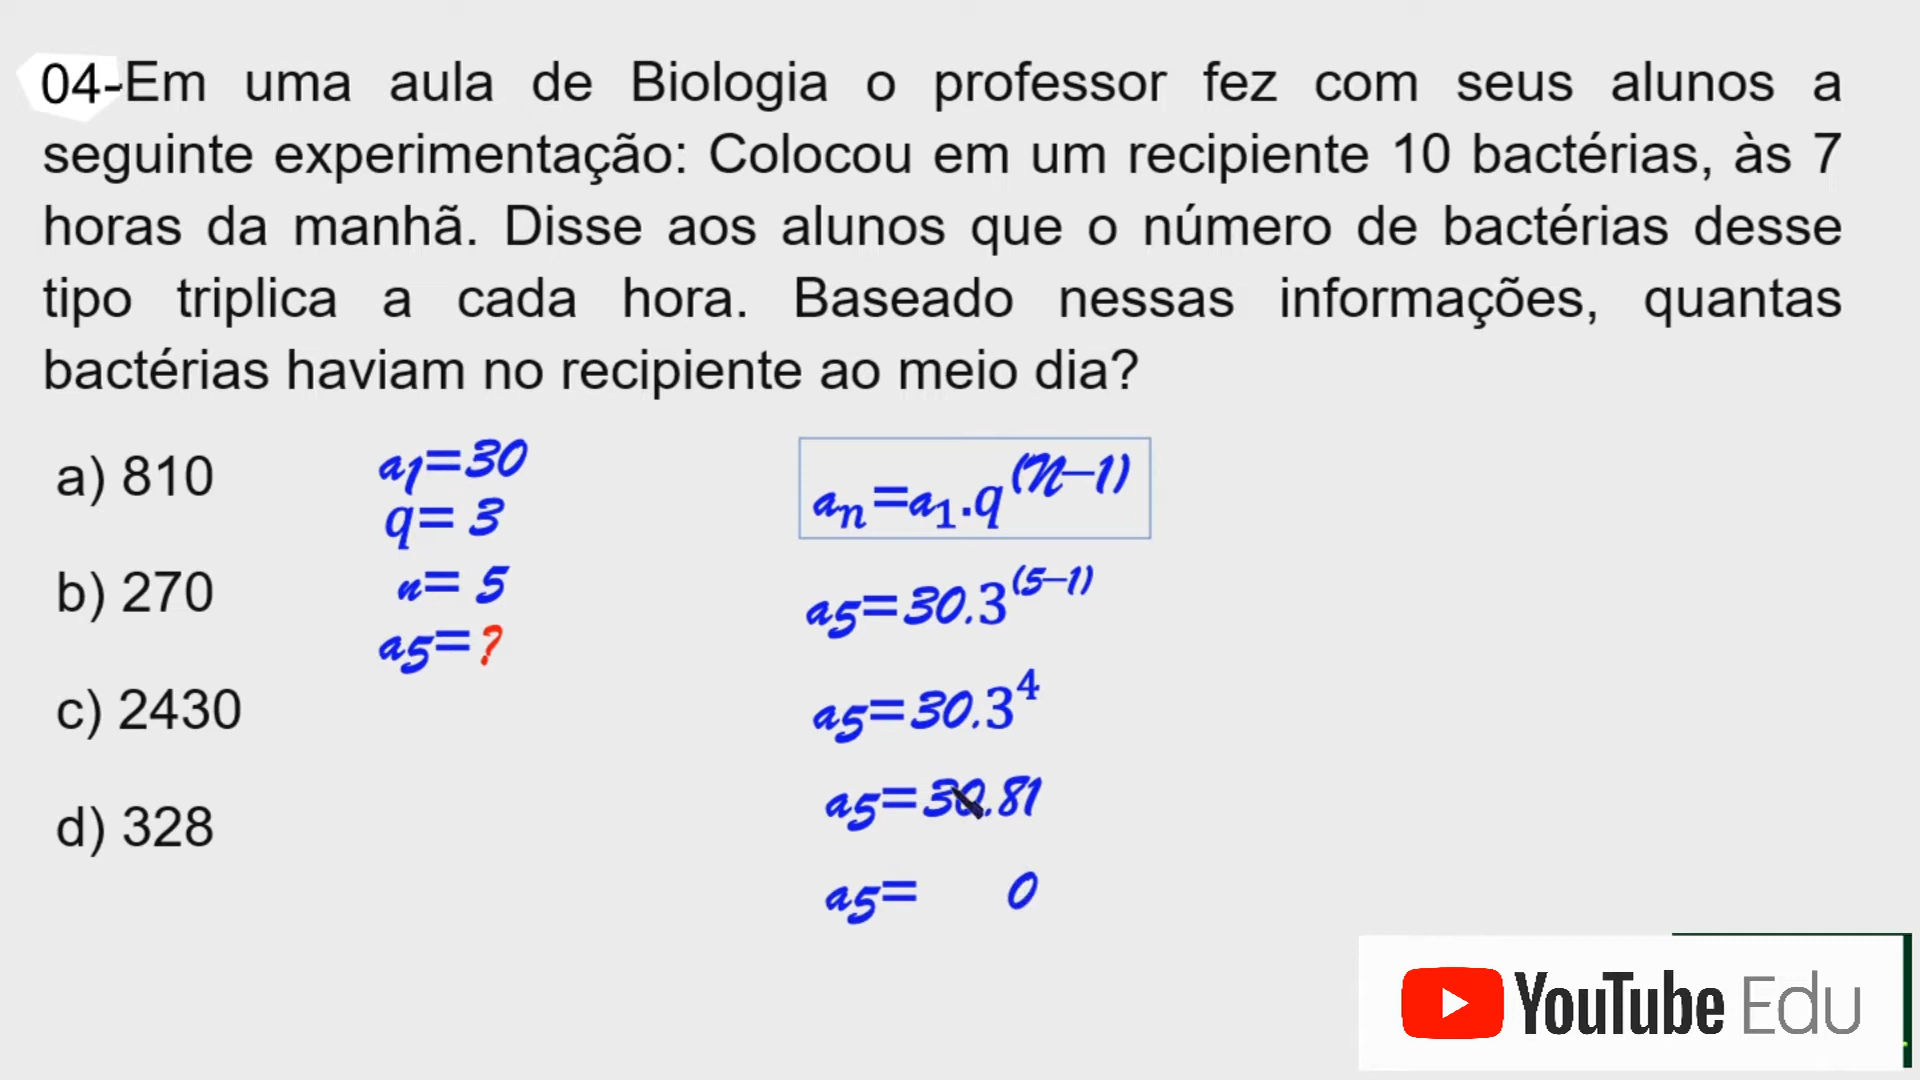 04-Em uma aula de Biologia o professor fez com seus alunos a
seguinte experimentação: Colocou em um recipiente 10 bactérias, às 7
horas da manhã. Disse aos alunos que o número de bactérias desse
tipo triplica a cada hora. Baseado nessas informações, quantas
bactérias haviam no recipiente ao meio dia?
a) 810
b) 270
c) 2430
d) 328
a₁=30
q= 3
n= 5
a₅=?
aₙ=a₁.q⁽ᴺ⁻¹⁾
a₅=30.3⁽⁵⁻¹⁾
a₅=30.3⁴
a₅=30.81
a₅= 0
YouTube Edu